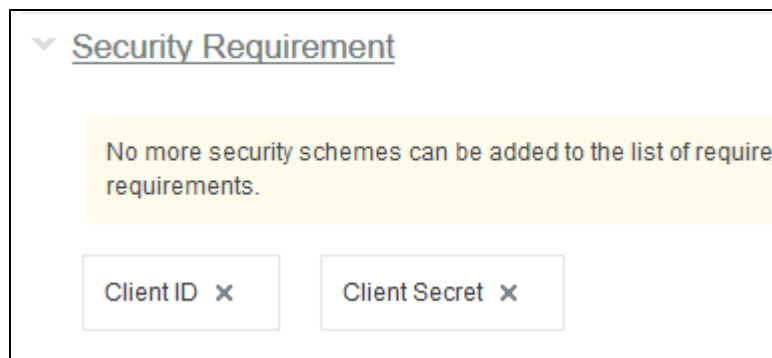 Security Requirement
No more security schemes can be added to the list of require
requirements.
Client ID ×
Client Secret ×